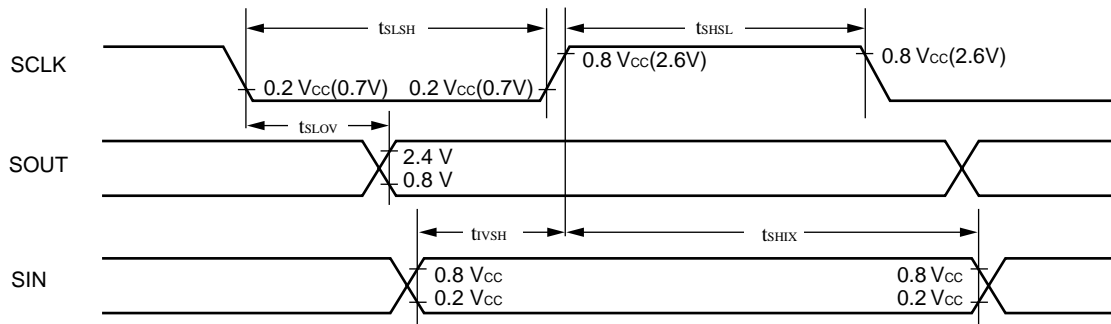 tSLSH
tSHSL
SCLK
0.8 VCC(2.6V)
0.8 VCC(2.6V)
0.2 VCC(0.7V)
0.2 VCC(0.7V)
tSLOV
SOUT
2.4 V
0.8 V
tIVSH
tSHIX
SIN
0.8 VCC
0.8 VCC
0.2 VCC
0.2 VCC